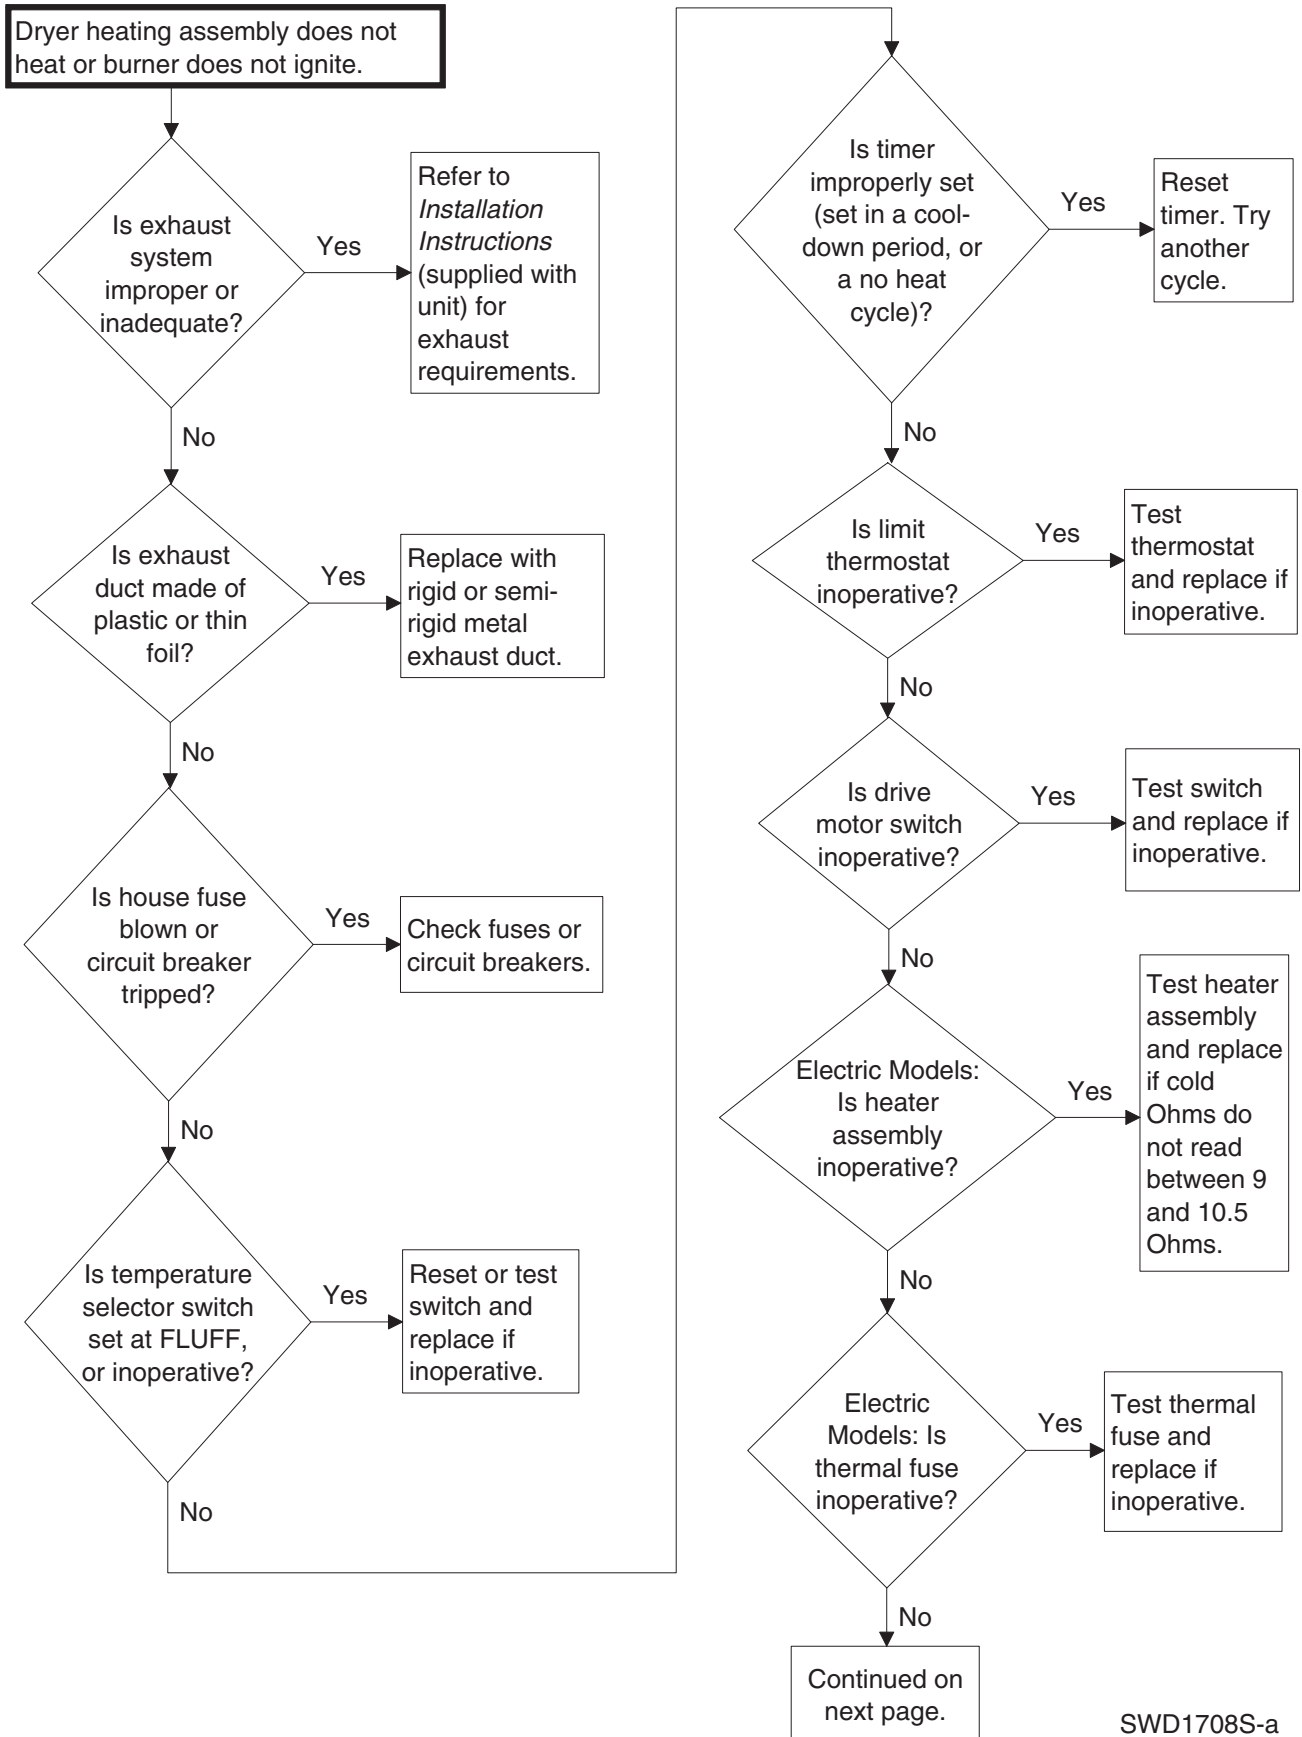 Dryer heating assembly does not
heat or burner does not ignite.
Is exhaust
system
improper or
inadequate?
Yes
Refer to
Installation
Instructions
(supplied with
unit) for
exhaust
requirements.
No
Is exhaust
duct made of
plastic or thin
foil?
Yes
Replace with
rigid or semi-
rigid metal
exhaust duct.
No
Is house fuse
blown or
circuit breaker
tripped?
Yes
Check fuses or
circuit breakers.
No
Is temperature
selector switch
set at FLUFF,
or inoperative?
Yes
Reset or test
switch and
replace if
inoperative.
No
Is timer
improperly set
(set in a cool-
down period, or
a no heat
cycle)?
Yes
Reset
timer. Try
another
cycle.
No
Is limit
thermostat
inoperative?
Yes
Test
thermostat
and replace if
inoperative.
No
Is drive
motor switch
inoperative?
Yes
Test switch
and replace if
inoperative.
No
Electric Models:
Is heater
assembly
inoperative?
Yes
Test heater
assembly
and replace
if cold
Ohms do
not read
between 9
and 10.5
Ohms.
No
Electric
Models: Is
thermal fuse
inoperative?
Yes
Test thermal
fuse and
replace if
inoperative.
No
Continued on
next page.
SWD1708S-a